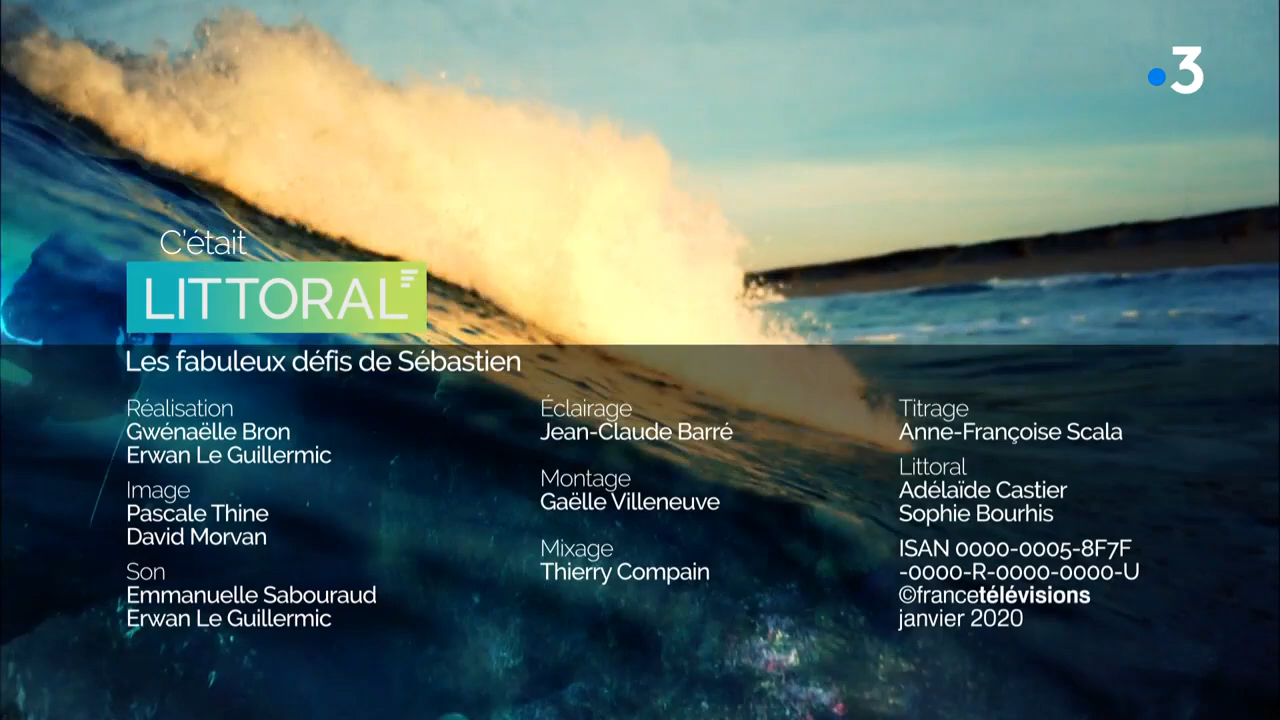 3
C'était
LITTORAL
Les fabuleux défis de Sébastien
Réalisation
Gwénaëlle Bron
Erwan Le Guillermic
Image
Pascale Thine
David Morvan
Son
Emmanuelle Sabouraud
Erwan Le Guillermic
Éclairage
Jean-Claude Barré
Montage
Gaëlle Villeneuve
Mixage
Thierry Compain
Titrage
Anne-Françoise Scala
Littoral
Adélaïde Castier
Sophie Bourhis
ISAN 0000-0005-8F7F
-0000-R-0000-0000-U
©francetélévisions
janvier 2020